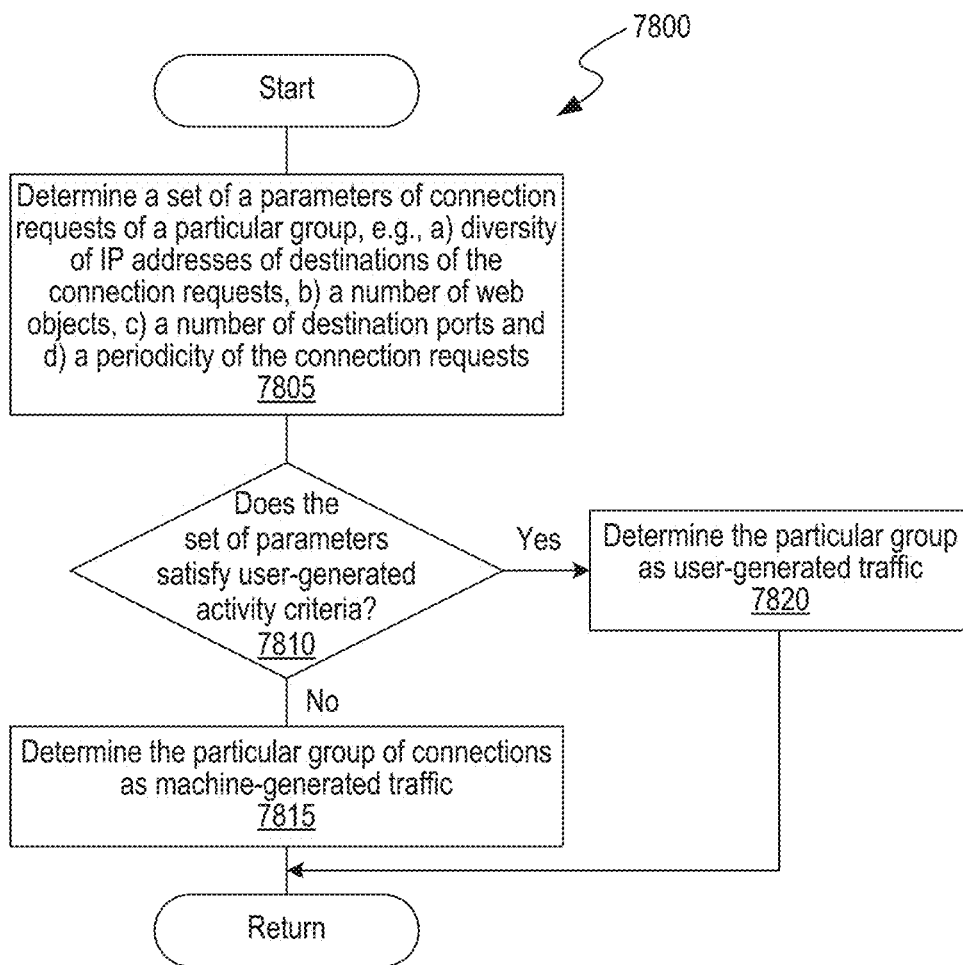 7800
Start
Determine a set of a parameters of connection
requests of a particular group, e.g., a) diversity
of IP addresses of destinations of the
connection requests, b) a number of web
objects, c) a number of destination ports and
d) a periodicity of the connection requests
7805
Does the
set of parameters
satisfy user-generated
activity criteria?
7810
Yes
Determine the particular group
as user-generated traffic
7820
No
Determine the particular group of connections
as machine-generated traffic
7815
Return